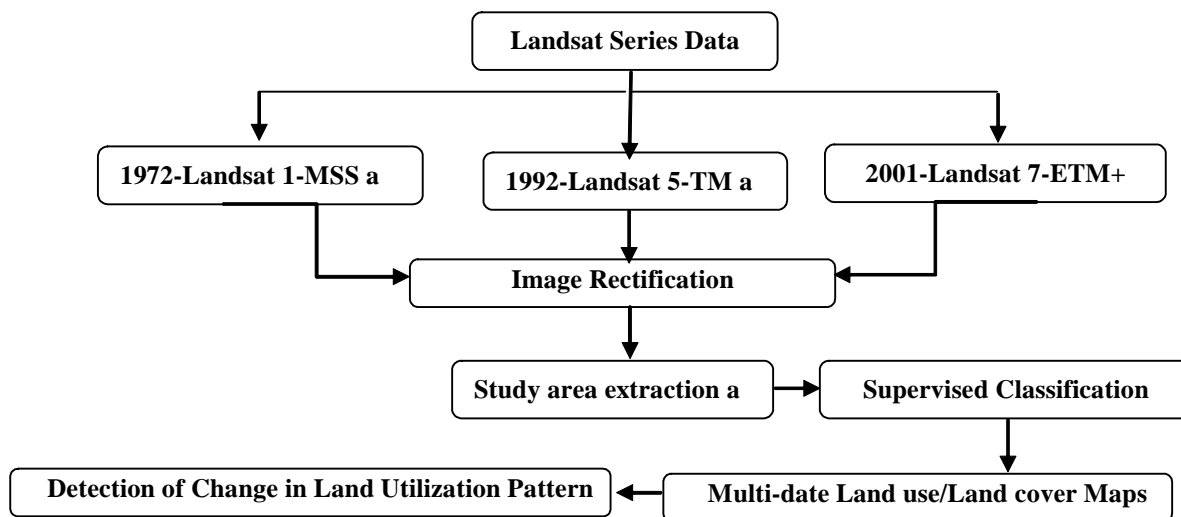 Landsat Series Data
1972-Landsat 1-MSS a
1992-Landsat 5-TM a
2001-Landsat 7-ETM+
Image Rectification
Study area extraction a
Supervised Classification
Multi-date Land use/Land cover Maps
Detection of Change in Land Utilization Pattern